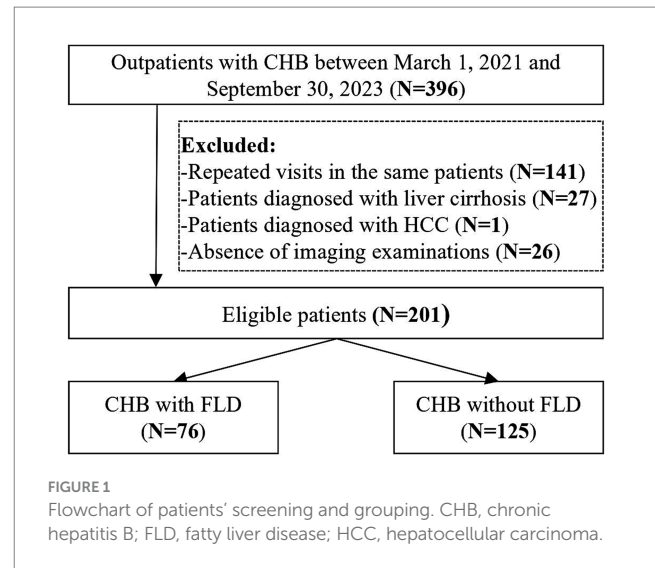 Outpatients with CHB between March 1, 2021 and
September 30, 2023 (N=396)
Excluded:
-Repeated visits in the same patients (N=141)
-Patients diagnosed with liver cirrhosis (N=27)
-Patients diagnosed with HCC (N=1)
-Absence of imaging examinations (N=26)
Eligible patients (N=201)
CHB with FLD
(N=76)
CHB without FLD
(N=125)
FIGURE 1
Flowchart of patients' screening and grouping. CHB, chronic
hepatitis B; FLD, fatty liver disease; HCC, hepatocellular carcinoma.